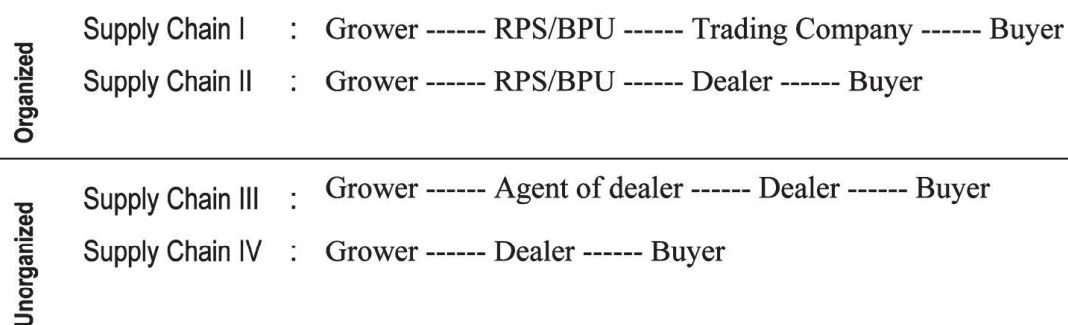 Organized
Supply Chain I : Grower ------ RPS/BPU ------ Trading Company ------ Buyer
Supply Chain II : Grower ------ RPS/BPU ------ Dealer ------ Buyer
Unorganized
Supply Chain III : Grower ------ Agent of dealer ------ Dealer ------ Buyer
Supply Chain IV : Grower ------ Dealer ------ Buyer